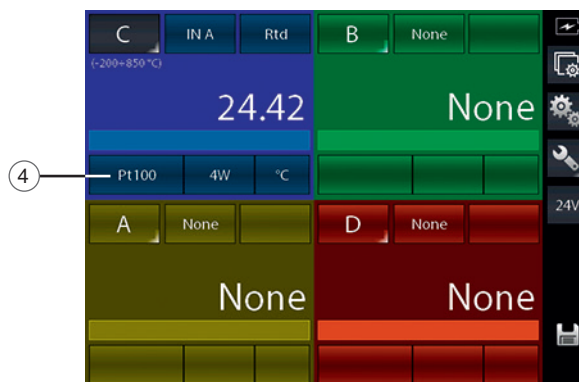 C IN A Rtd B None
(-200÷850 °C)
24.42 None
4 Pt100 4W °C
24V
A None D None
None None